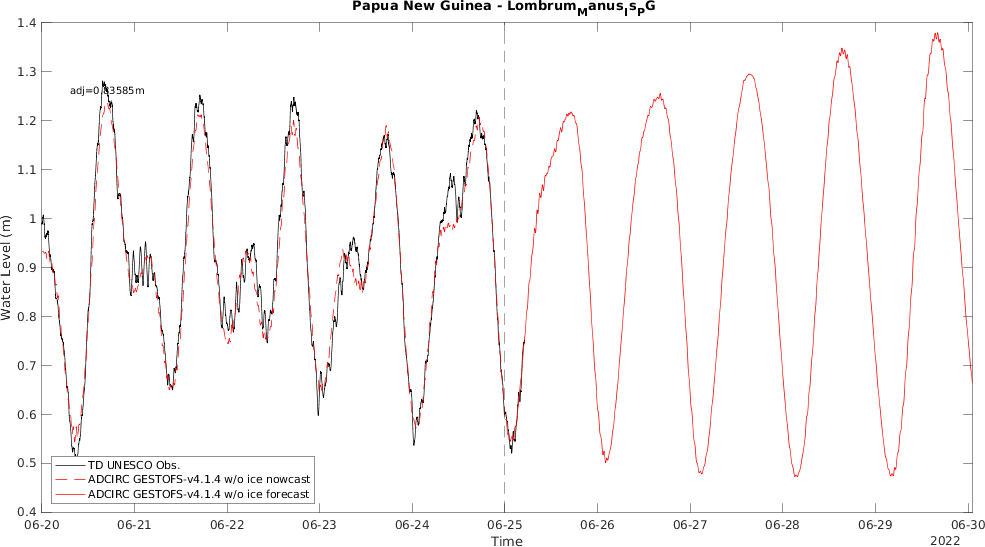 Papua New Guinea - Lombrum_Manus_Is_PG
adj=0.83585m
1.4
1.3
1.2
1.1
1
0.9
0.8
0.7
0.6
0.5
0.4
Water Level (m)
TD UNESCO Obs.
ADCIRC GESTOFS-v4.1.4 w/o ice nowcast
ADCIRC GESTOFS-v4.1.4 w/o ice forecast
06-20 06-21 06-22 06-23 06-24 06-25 06-26 06-27 06-28 06-29 06-30
Time
2022